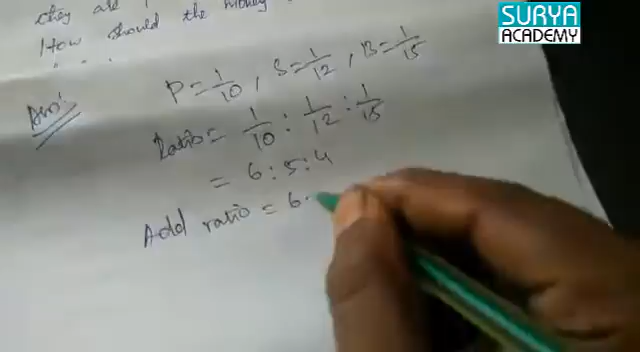 SURYA
ACADEMY
they are
How should the money
Ans:
P = 1/10, S = 1/12, B = 1/15
Ratio = 1/10 : 1/12 : 1/15
= 6 : 5 : 4
Add ratio = 6